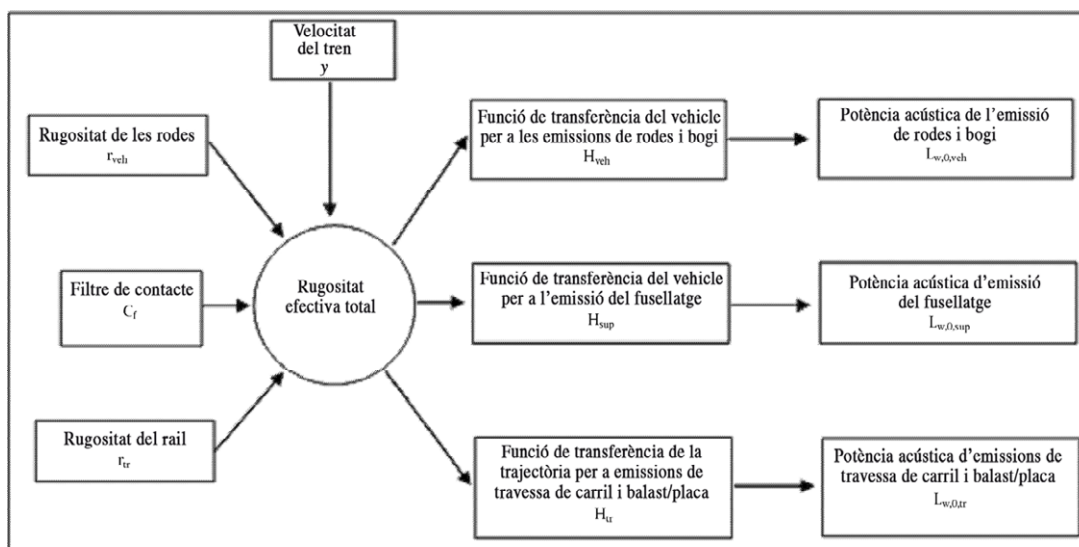 Velocitat
del tren
y
Rugositat de les rodes
r_veh
Filtre de contacte
C_f
Rugositat del rail
r_tr
Rugositat
efectiva total
Funció de transferència del vehicle
per a les emissions de rodes i bogi
H_veh
Funció de transferència del vehicle
per a l’emissió del fusellatge
H_sup
Funció de transferència de la
trajectòria per a emissions de
travessa de carril i balast/placa
H_tr
Potència acústica de l’emissió
de rodes i bogi
L_w,0,veh
Potència acústica d’emissió
del fusellatge
L_w,0,sup
Potència acústica d’emissions de
travessa de carril i balast/placa
L_w,0,tr